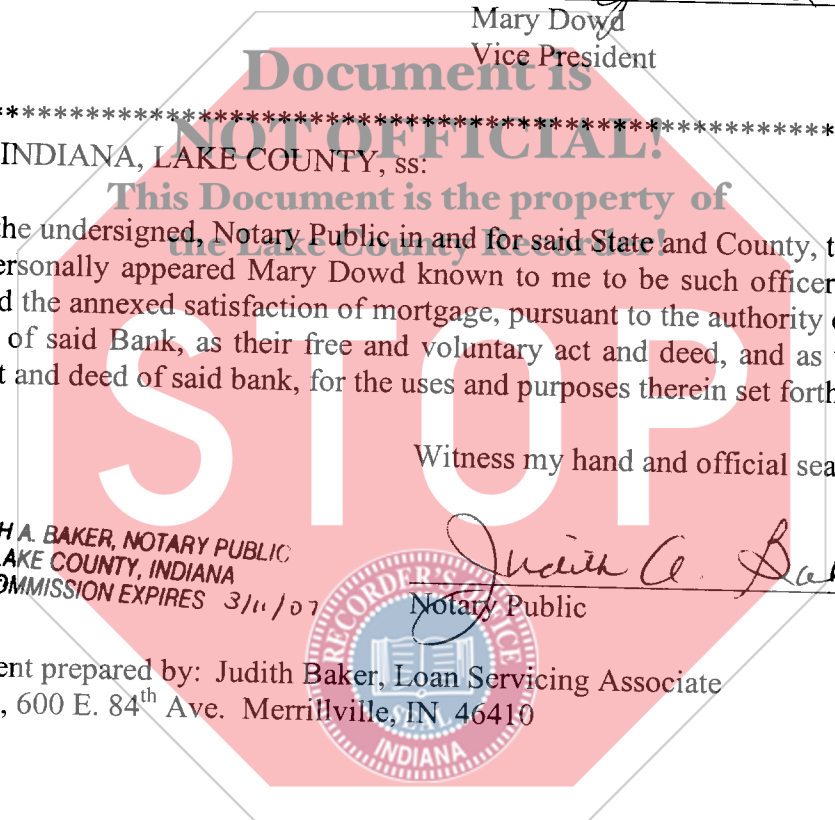 Mary Dowd
Vice President
Document is
**********************************************************************
NOT OFFICIAL!
INDIANA, LAKE COUNTY, ss:
This Document is the property of
the Lake County Recorder!
the undersigned, Notary Public in and for said State and County, t
ersonally appeared Mary Dowd known to me to be such officer
d the annexed satisfaction of mortgage, pursuant to the authority
of said Bank, as their free and voluntary act and deed, and as
t and deed of said bank, for the uses and purposes therein set forth
STOP
Witness my hand and official sea
H A. BAKER, NOTARY PUBLIC
LAKE COUNTY, INDIANA
OMMISSION EXPIRES 3/11/07
Judith A. Bak
Notary Public
RECORDER'S OFFICE
SEAL
INDIANA
ent prepared by: Judith Baker, Loan Servicing Associate
, 600 E. 84th Ave. Merrillville, IN 46410